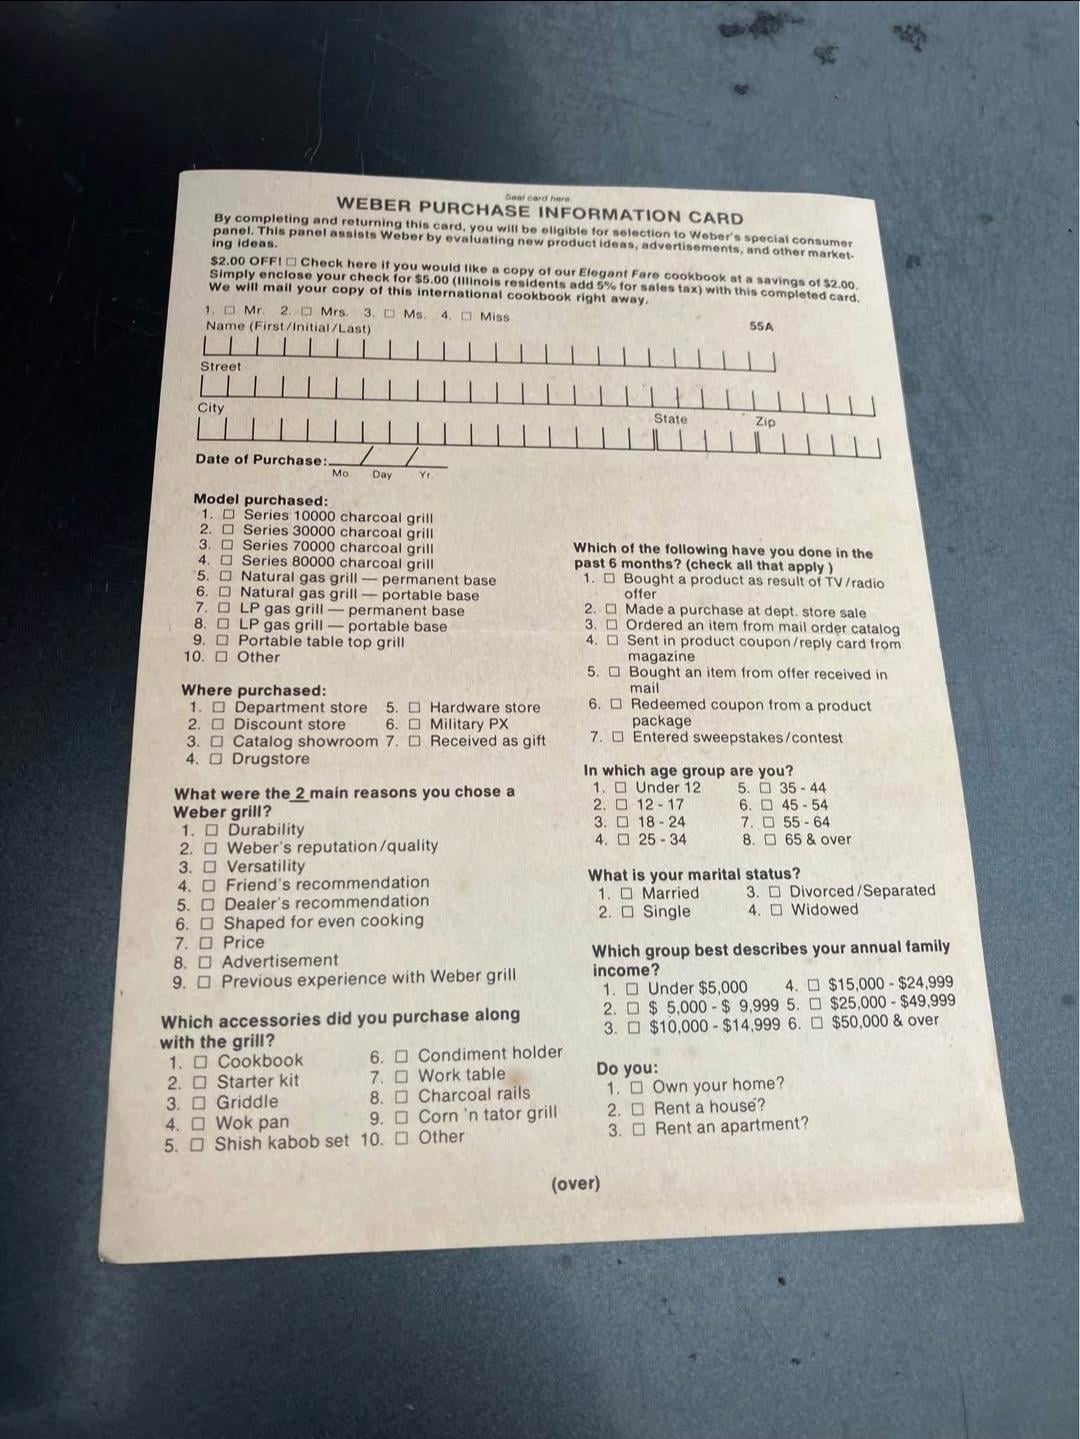 Seal card here
WEBER PURCHASE INFORMATION CARD
By completing and returning this card, you will be eligible for selection to Weber's special consumer
panel. This panel assists Weber by evaluating new product ideas, advertisements, and other market-
ing ideas.
$2.00 OFF! ☐ Check here if you would like a copy of our Elegant Fare cookbook at a savings of $2.00.
Simply enclose your check for $5.00 (Illinois residents add 5% for sales tax) with this completed card.
We will mail your copy of this international cookbook right away.
1. ☐ Mr. 2. ☐ Mrs. 3. ☐ Ms. 4. ☐ Miss
Name (First/Initial/Last) 55A
Street
City State Zip
Date of Purchase: / /
Mo. Day Yr.
Model purchased:
1. ☐ Series 10000 charcoal grill
2. ☐ Series 30000 charcoal grill
3. ☐ Series 70000 charcoal grill
4. ☐ Series 80000 charcoal grill
5. ☐ Natural gas grill — permanent base
6. ☐ Natural gas grill — portable base
7. ☐ LP gas grill — permanent base
8. ☐ LP gas grill — portable base
9. ☐ Portable table top grill
10. ☐ Other
Where purchased:
1. ☐ Department store 5. ☐ Hardware store
2. ☐ Discount store 6. ☐ Military PX
3. ☐ Catalog showroom 7. ☐ Received as gift
4. ☐ Drugstore
What were the 2 main reasons you chose a
Weber grill?
1. ☐ Durability
2. ☐ Weber's reputation/quality
3. ☐ Versatility
4. ☐ Friend's recommendation
5. ☐ Dealer's recommendation
6. ☐ Shaped for even cooking
7. ☐ Price
8. ☐ Advertisement
9. ☐ Previous experience with Weber grill
Which accessories did you purchase along
with the grill?
1. ☐ Cookbook 6. ☐ Condiment holder
2. ☐ Starter kit 7. ☐ Work table
3. ☐ Griddle 8. ☐ Charcoal rails
4. ☐ Wok pan 9. ☐ Corn 'n tator grill
5. ☐ Shish kabob set 10. ☐ Other
Which of the following have you done in the
past 6 months? (check all that apply)
1. ☐ Bought a product as result of TV/radio
offer
2. ☐ Made a purchase at dept. store sale
3. ☐ Ordered an item from mail order catalog
4. ☐ Sent in product coupon/reply card from
magazine
5. ☐ Bought an item from offer received in
mail
6. ☐ Redeemed coupon from a product
package
7. ☐ Entered sweepstakes/contest
In which age group are you?
1. ☐ Under 12 5. ☐ 35 - 44
2. ☐ 12 - 17 6. ☐ 45 - 54
3. ☐ 18 - 24 7. ☐ 55 - 64
4. ☐ 25 - 34 8. ☐ 65 & over
What is your marital status?
1. ☐ Married 3. ☐ Divorced/Separated
2. ☐ Single 4. ☐ Widowed
Which group best describes your annual family
income?
1. ☐ Under $5,000 4. ☐ $15,000 - $24,999
2. ☐ $ 5,000 - $ 9,999 5. ☐ $25,000 - $49,999
3. ☐ $10,000 - $14,999 6. ☐ $50,000 & over
Do you:
1. ☐ Own your home?
2. ☐ Rent a house?
3. ☐ Rent an apartment?
(over)